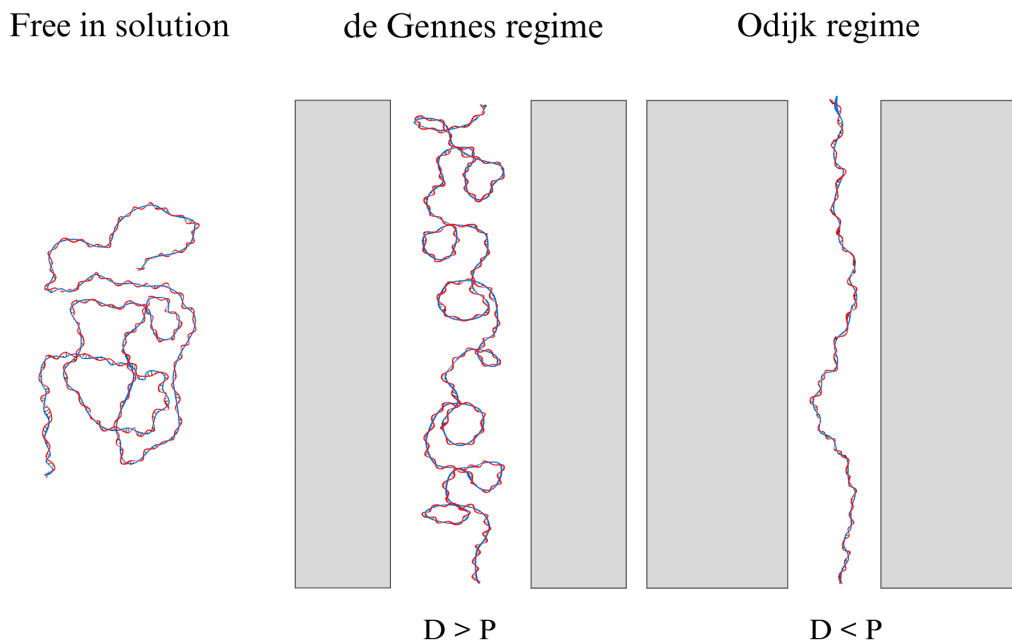 Free in solution
de Gennes regime
Odijk regime
D > P
D < P